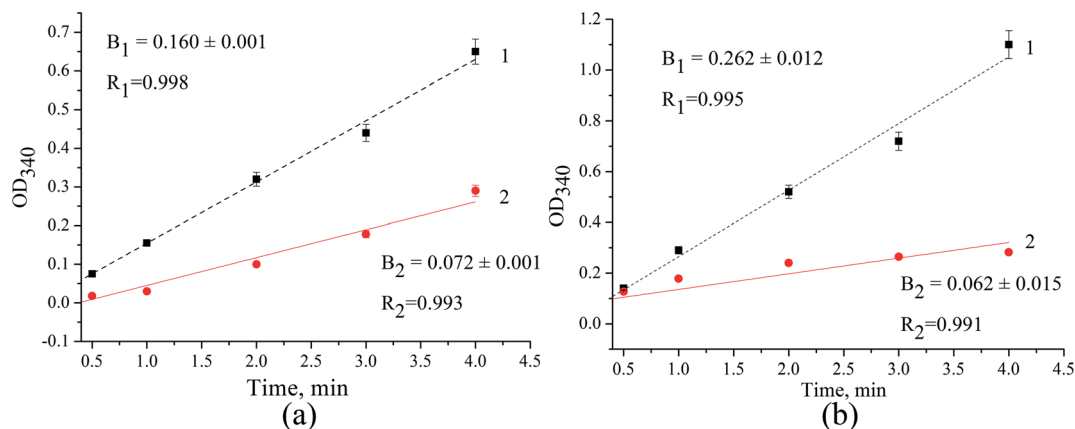 0.7
0.6
0.5
0.4
0.3
0.2
0.1
0.0
-0.1
OD340
B1 = 0.160 ± 0.001
R1=0.998
1
2
B2 = 0.072 ± 0.001
R2=0.993
0.5 1.0 1.5 2.0 2.5 3.0 3.5 4.0 4.5
Time, min
(a)
1.2
1.0
0.8
0.6
0.4
0.2
0.0
OD340
B1 = 0.262 ± 0.012
R1=0.995
1
2
B2 = 0.062 ± 0.015
R2=0.991
0.5 1.0 1.5 2.0 2.5 3.0 3.5 4.0 4.5
Time, min
(b)